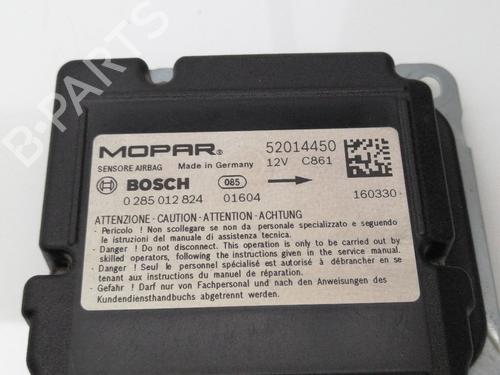 B-PARTS
MOPAR®
52014450
SENSORE AIRBAG Made in Germany 12V C861
BOSCH 085
0 285 012 824 01604 160330
ATTENZIONE - CAUTION - ATTENTION - ACHTUNG
- Pericolo ! Non scollegare se non da personale specializzato e seguendo
le istruzioni del manuale di assistenza tecnica.
- Danger ! Do not disconnect. This operation is only to be carried out by
skilled operators, following the instructions given in the service manual.
- Danger ! Seul le personnel spécialisé est autorisé à débrancher en se
tenant aux instructions du manuel de réparation.
- Gefahr ! Darf nur von Fachpersonal und nach den Anweisungen des
Kundendiensthandbuchs abgetrennt werden.